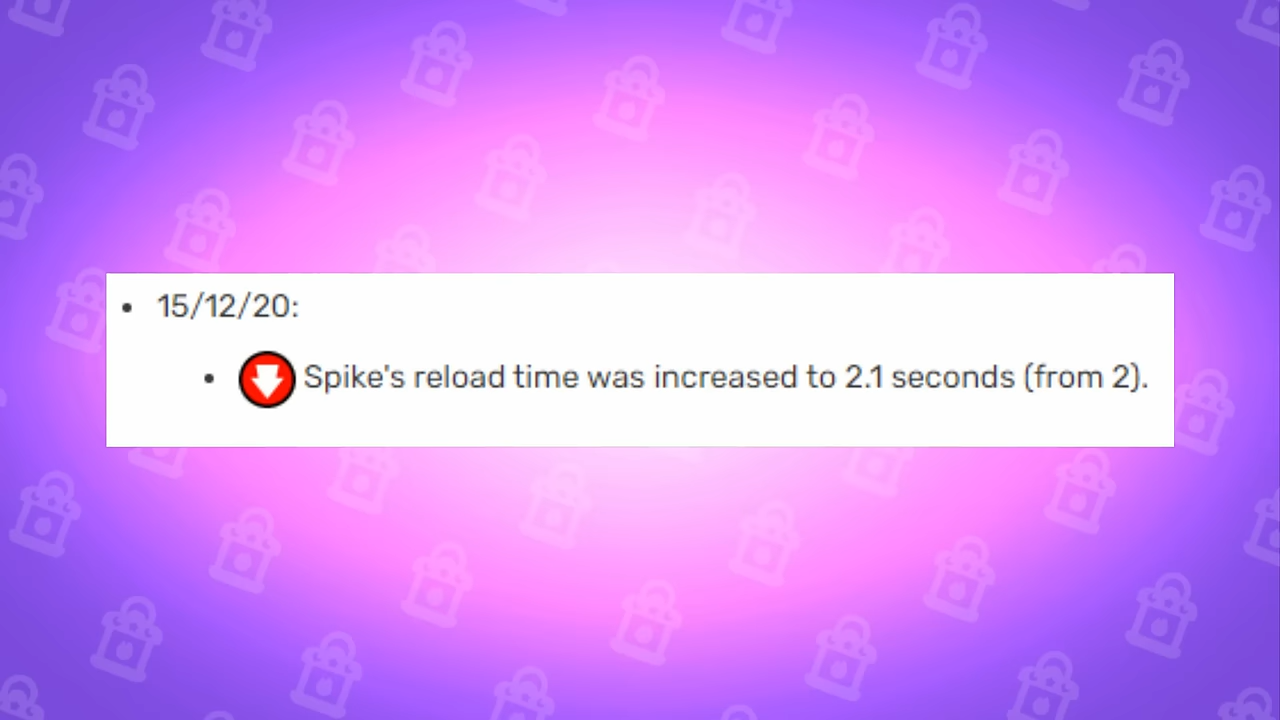 15/12/20:
Spike's reload time was increased to 2.1 seconds (from 2).